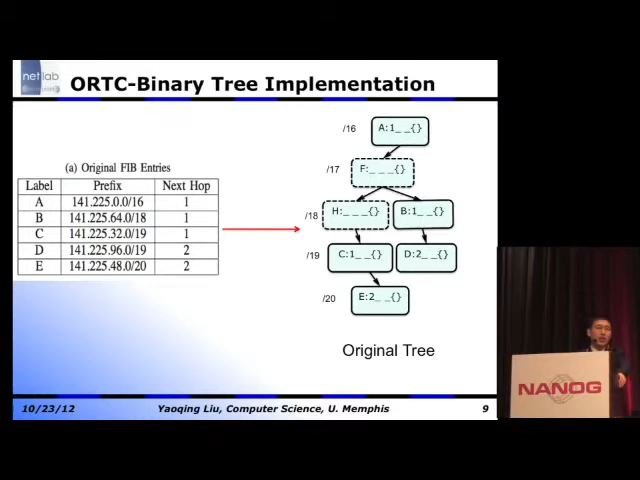 net lab
ORTC-Binary Tree Implementation
(a) Original FIB Entries
Label Prefix Next Hop
A 141.225.0.0/16 1
B 141.225.64.0/18 1
C 141.225.32.0/19 1
D 141.225.96.0/19 2
E 141.225.48.0/20 2
/16 A:1_ _{}
/17 F:_ _ _{}
/18 H:_ _ _{} B:1_ _{}
/19 C:1_ _{} D:2_ _{}
/20 E:2_ _{}
Original Tree
10/23/12 Yaoqing Liu, Computer Science, U. Memphis 9
NANOG